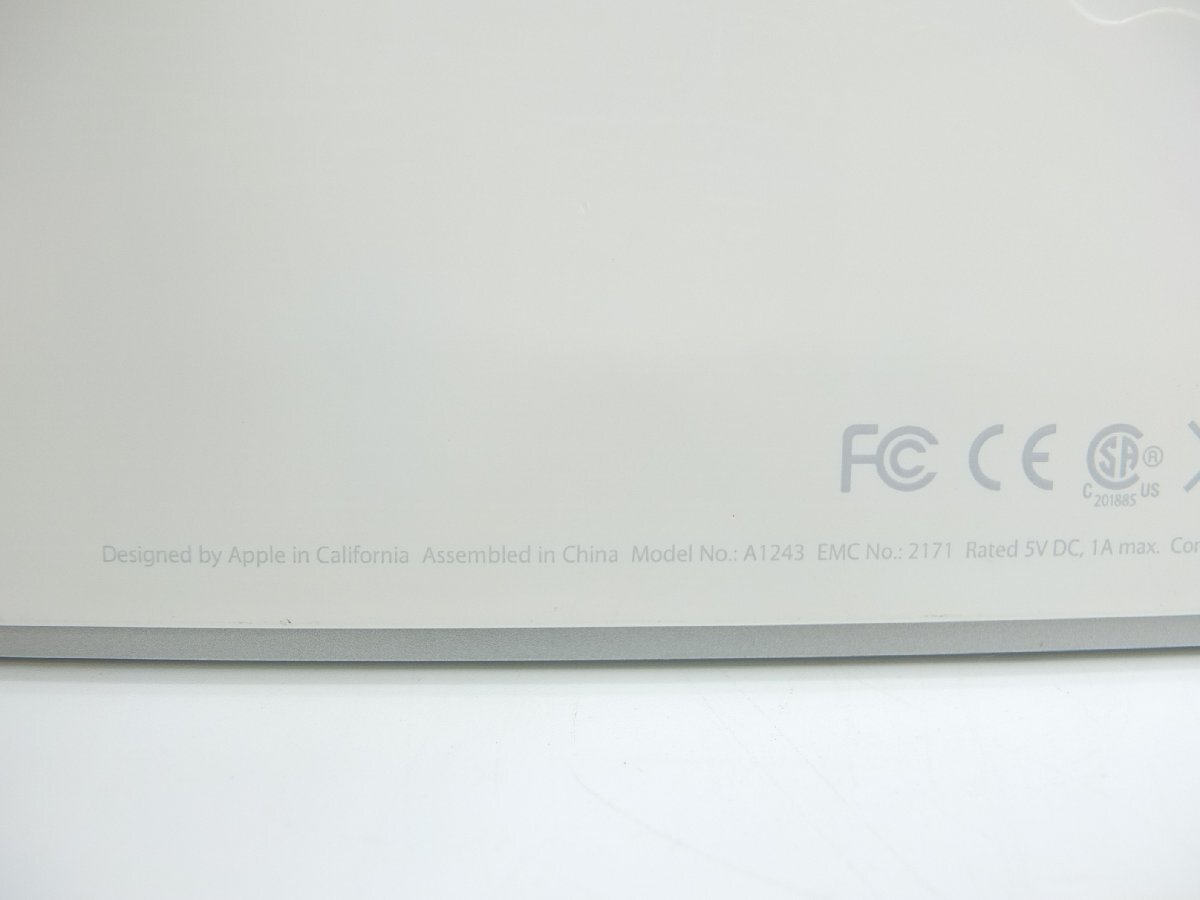 FC CE SA®
C 201885 US
Designed by Apple in California Assembled in China Model No.: A1243 EMC No.: 2171 Rated 5V DC, 1A max.